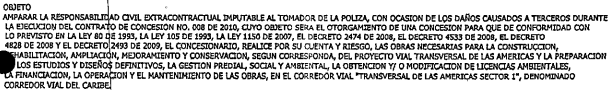 OBJETO
AMPARAR LA RESPONSABILIDAD CIVIL EXTRACONTRACTUAL IMPUTABLE AL TOMADOR DE LA POLIZA, CON OCASION DE LOS DAÑOS CAUSADOS A TERCEROS DURANTE
LA EJECUCION DEL CONTRATO DE CONCESION NO. 008 DE 2010, CUYO OBJETO SERA EL OTORGAMIENTO DE UNA CONCESION PARA QUE DE CONFORMIDAD CON
LO PREVISTO EN LA LEY 80 DE 1993, LA LEY 105 DE 1993, LA LEY 1150 DE 2007, EL DECRETO 2474 DE 2008, EL DECRETO 4533 DE 2008, EL DECRETO
4828 DE 2008 Y EL DECRETO 2493 DE 2009, EL CONCESIONARIO, REALICE POR SU CUENTA Y RIESGO, LAS OBRAS NECESARIAS PARA LA CONSTRUCCION,
REHABILITACION, AMPLIACION, MEJORAMIENTO Y CONSERVACION, SEGUN CORRESPONDA, DEL PROYECTO VIAL TRANSVERSAL DE LAS AMERICAS Y LA PREPARACION
LOS ESTUDIOS Y DISEÑOS DEFINITIVOS, LA GESTION PREDIAL, SOCIAL Y AMBIENTAL, LA OBTENCION Y/ O MODIFICACION DE LICENCIAS AMBIENTALES,
LA FINANCIACION, LA OPERACION Y EL MANTENIMIENTO DE LAS OBRAS, EN EL CORREDOR VIAL "TRANSVERSAL DE LAS AMERICAS SECTOR 1", DENOMINADO
CORREDOR VIAL DEL CARIBE